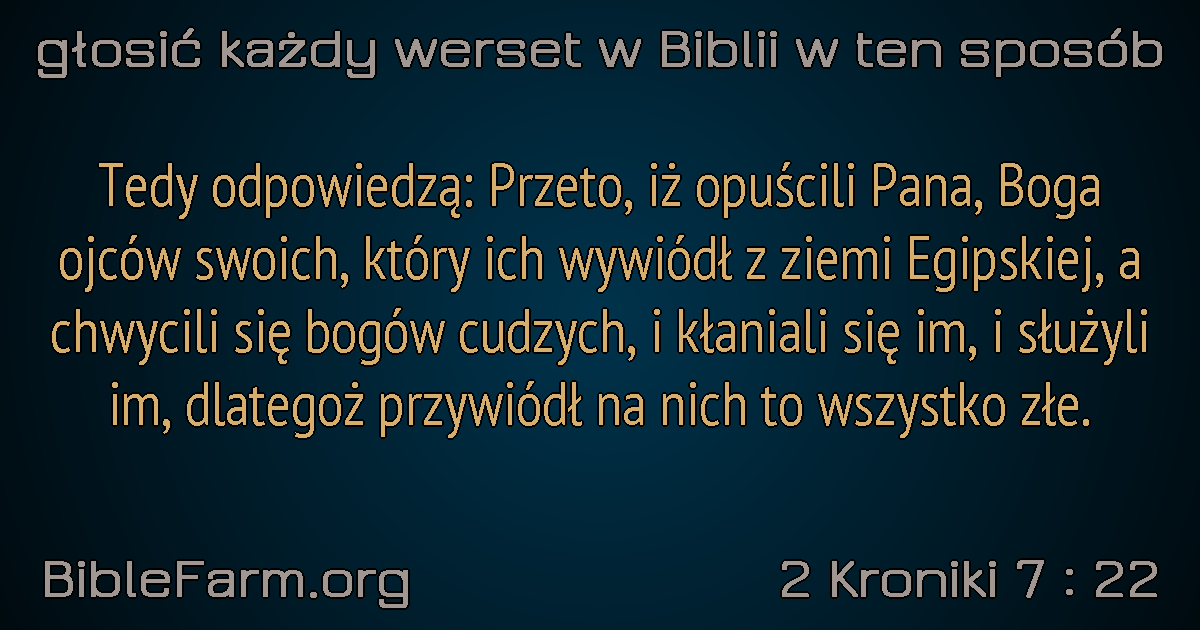 głosić każdy werset w Biblii w ten sposób
Tedy odpowiedzą: Przeto, iż opuścili Pana, Boga
ojców swoich, który ich wywiódł z ziemi Egipskiej, a
chwycili się bogów cudzych, i kłaniali się im, i służyli
im, dlategoż przywiódł na nich to wszystko złe.
BibleFarm.org
2 Kroniki 7 : 22